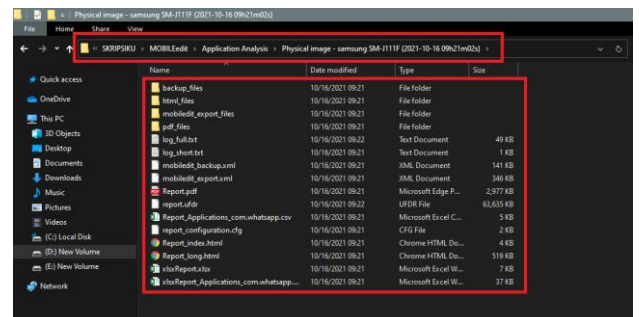 Physical image - samsung SM-J111F (2021-10-16 09h21m02s)
File Home Share View
« SKRIPSIKU › MOBILEedit › Application Analysis › Physical image - samsung SM-J111F (2021-10-16 09h21m02s) ›
Name Date modified Type Size
Quick access
OneDrive
This PC
3D Objects
Desktop
Documents
Downloads
Music
Pictures
Videos
(C:) Local Disk
(D:) New Volume
(E:) New Volume
Network
backup_files 10/16/2021 09:21 File folder
html_files 10/16/2021 09:21 File folder
mobiledit_export_files 10/16/2021 09:21 File folder
pdf_files 10/16/2021 09:21 File folder
log_full.txt 10/16/2021 09:22 Text Document 49 KB
log_short.txt 10/16/2021 09:21 Text Document 1 KB
mobiledit_backup.xml 10/16/2021 09:21 XML Document 141 KB
mobiledit_export.xml 10/16/2021 09:21 XML Document 346 KB
Report.pdf 10/16/2021 09:21 Microsoft Edge P... 2,977 KB
report.ufdr 10/16/2021 09:22 UFDR File 63,635 KB
Report_Applications_com.whatsapp.csv 10/16/2021 09:21 Microsoft Excel C... 5 KB
report_configuration.cfg 10/16/2021 09:21 CFG File 2 KB
Report_index.html 10/16/2021 09:21 Chrome HTML Do... 4 KB
Report_long.html 10/16/2021 09:21 Chrome HTML Do... 519 KB
xlsxReport.xlsx 10/16/2021 09:21 Microsoft Excel W... 7 KB
xlsxReport_Applications_com.whatsapp.... 10/16/2021 09:21 Microsoft Excel W... 37 KB